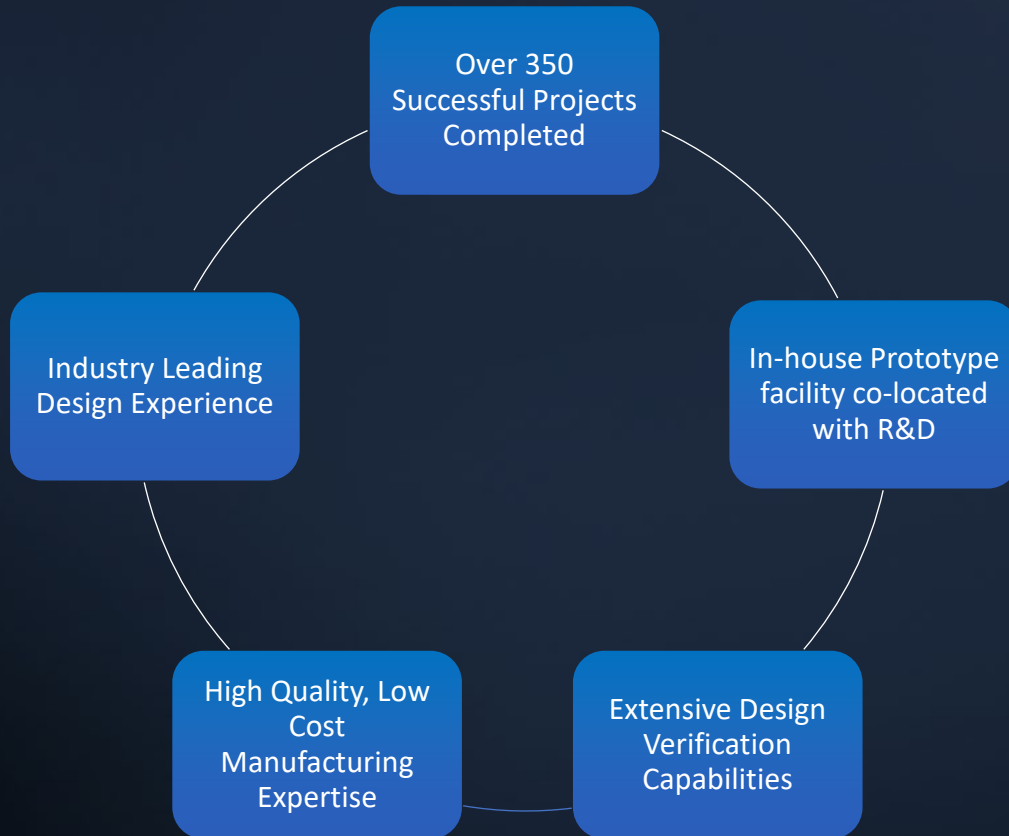 Over 350
Successful Projects
Completed
In-house Prototype
facility co-located
with R&D
Extensive Design
Verification
Capabilities
High Quality, Low
Cost
Manufacturing
Expertise
Industry Leading
Design Experience